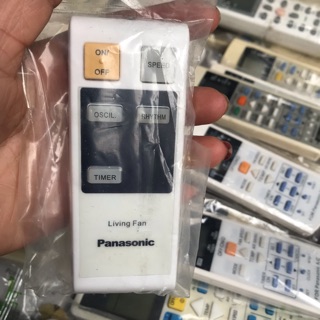 ON/
OFF
SPEED
OSCIL
RHYTHM
TIMER
Living Fan
Panasonic